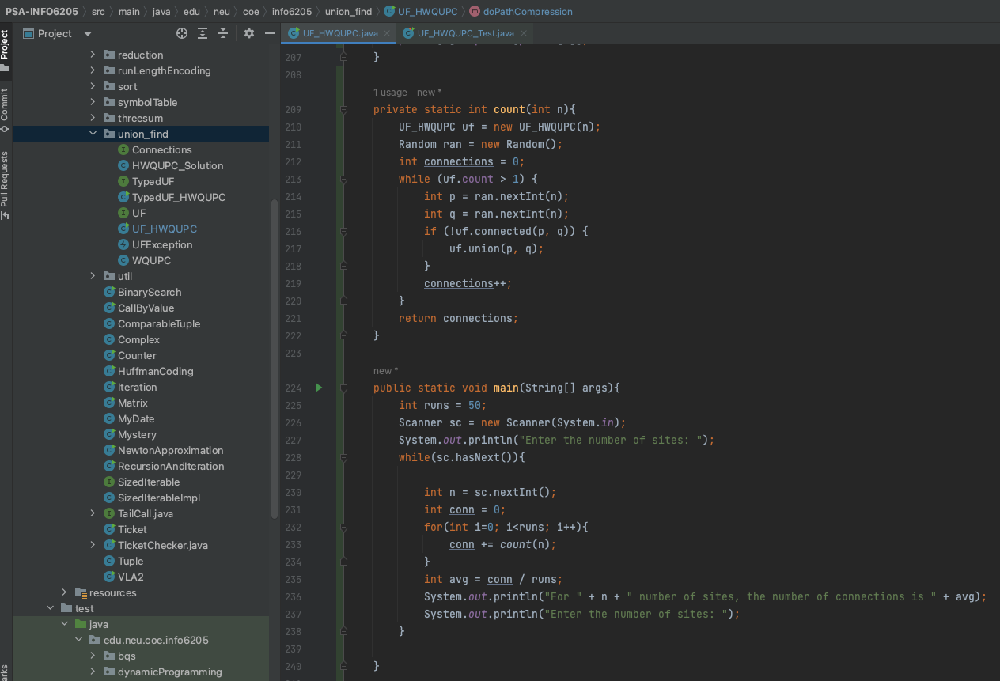 PSA-INFO6205 src main java edu neu coe info6205 union_find UF_HWQUPC doPathCompression
Project
Commit
Pull Requests
Project
UF_HWQUPC.java
UF_HWQUPC_Test.java
reduction
runLengthEncoding
sort
symbolTable
threesum
union_find
Connections
HWQUPC_Solution
TypedUF
TypedUF_HWQUPC
UF
UF_HWQUPC
UFException
WQUPC
util
BinarySearch
CallByValue
ComparableTuple
Complex
Counter
HuffmanCoding
Iteration
Matrix
MyDate
Mystery
NewtonApproximation
RecursionAndIteration
SizedIterable
SizedIterableImpl
TailCall.java
Ticket
TicketChecker.java
Tuple
VLA2
resources
test
java
edu.neu.coe.info6205
bqs
dynamicProgramming
207 }
208
1 usage new *
209 private static int count(int n){
210 UF_HWQUPC uf = new UF_HWQUPC(n);
211 Random ran = new Random();
212 int connections = 0;
213 while (uf.count > 1) {
214 int p = ran.nextInt(n);
215 int q = ran.nextInt(n);
216 if (!uf.connected(p, q)) {
217 uf.union(p, q);
218 }
219 connections++;
220 }
221 return connections;
222 }
223
new *
224 public static void main(String[] args){
225 int runs = 50;
226 Scanner sc = new Scanner(System.in);
227 System.out.println("Enter the number of sites: ");
228 while(sc.hasNext()){
229
230 int n = sc.nextInt();
231 int conn = 0;
232 for(int i=0; i<runs; i++){
233 conn += count(n);
234 }
235 int avg = conn / runs;
236 System.out.println("For " + n + " number of sites, the number of connections is " + avg);
237 System.out.println("Enter the number of sites: ");
238 }
239
240 }